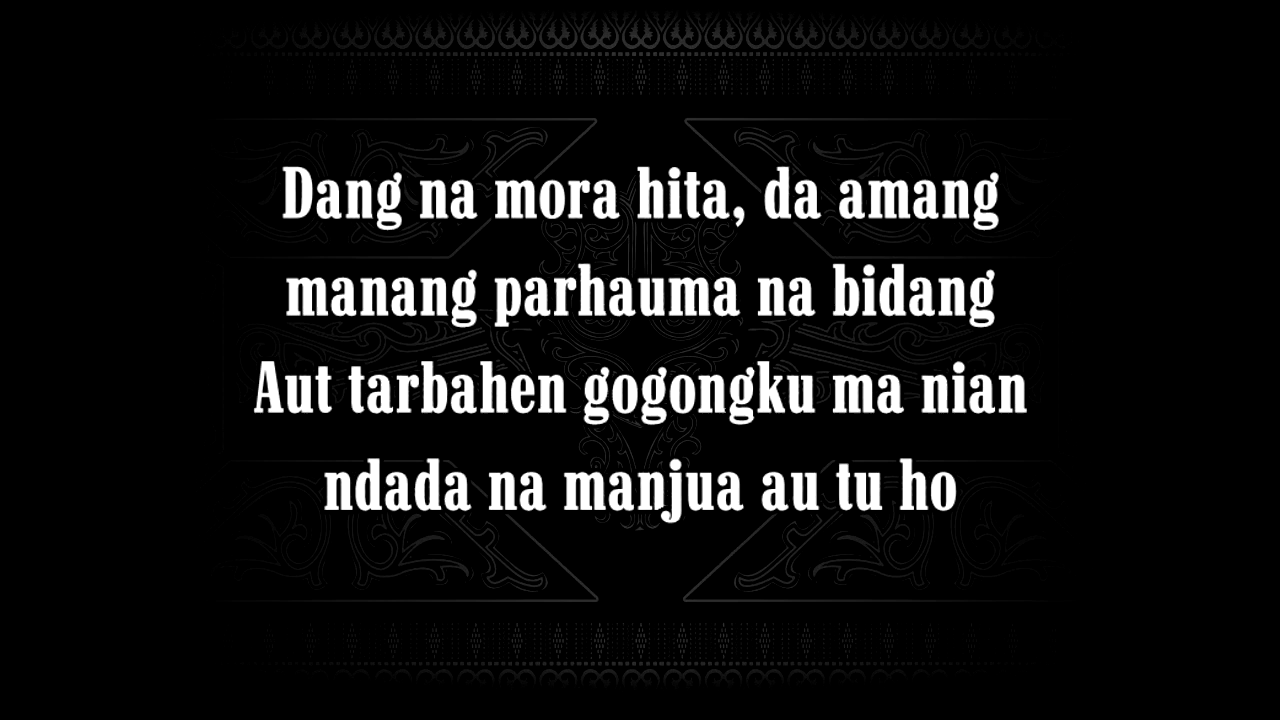 Dang na mora hita, da amang
manang parhauma na bidang
Aut tarbahen gogongku ma nian
ndada na manjua au tu ho